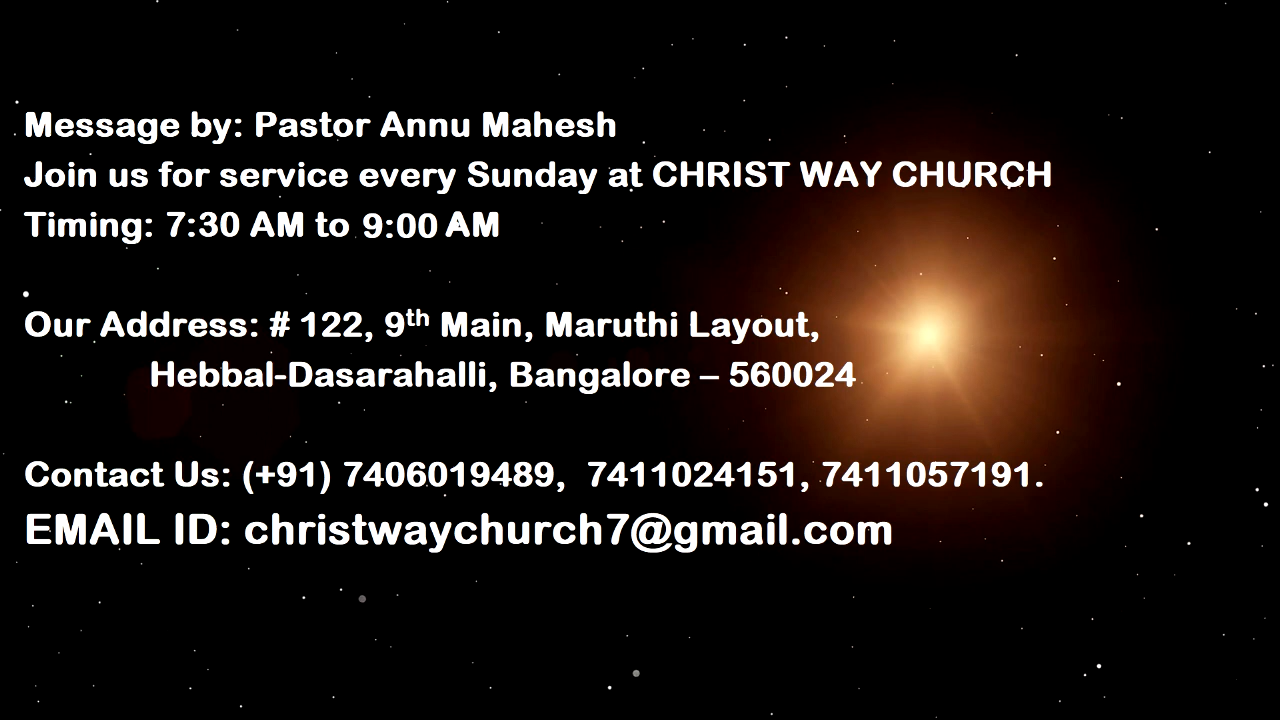 Message by: Pastor Annu Mahesh
Join us for service every Sunday at CHRIST WAY CHURCH
Timing: 7:30 AM to 9:00 AM
Our Address: # 122, 9th Main, Maruthi Layout,
Hebbal-Dasarahalli, Bangalore – 560024
Contact Us: (+91) 7406019489, 7411024151, 7411057191.
EMAIL ID: christwaychurch7@gmail.com